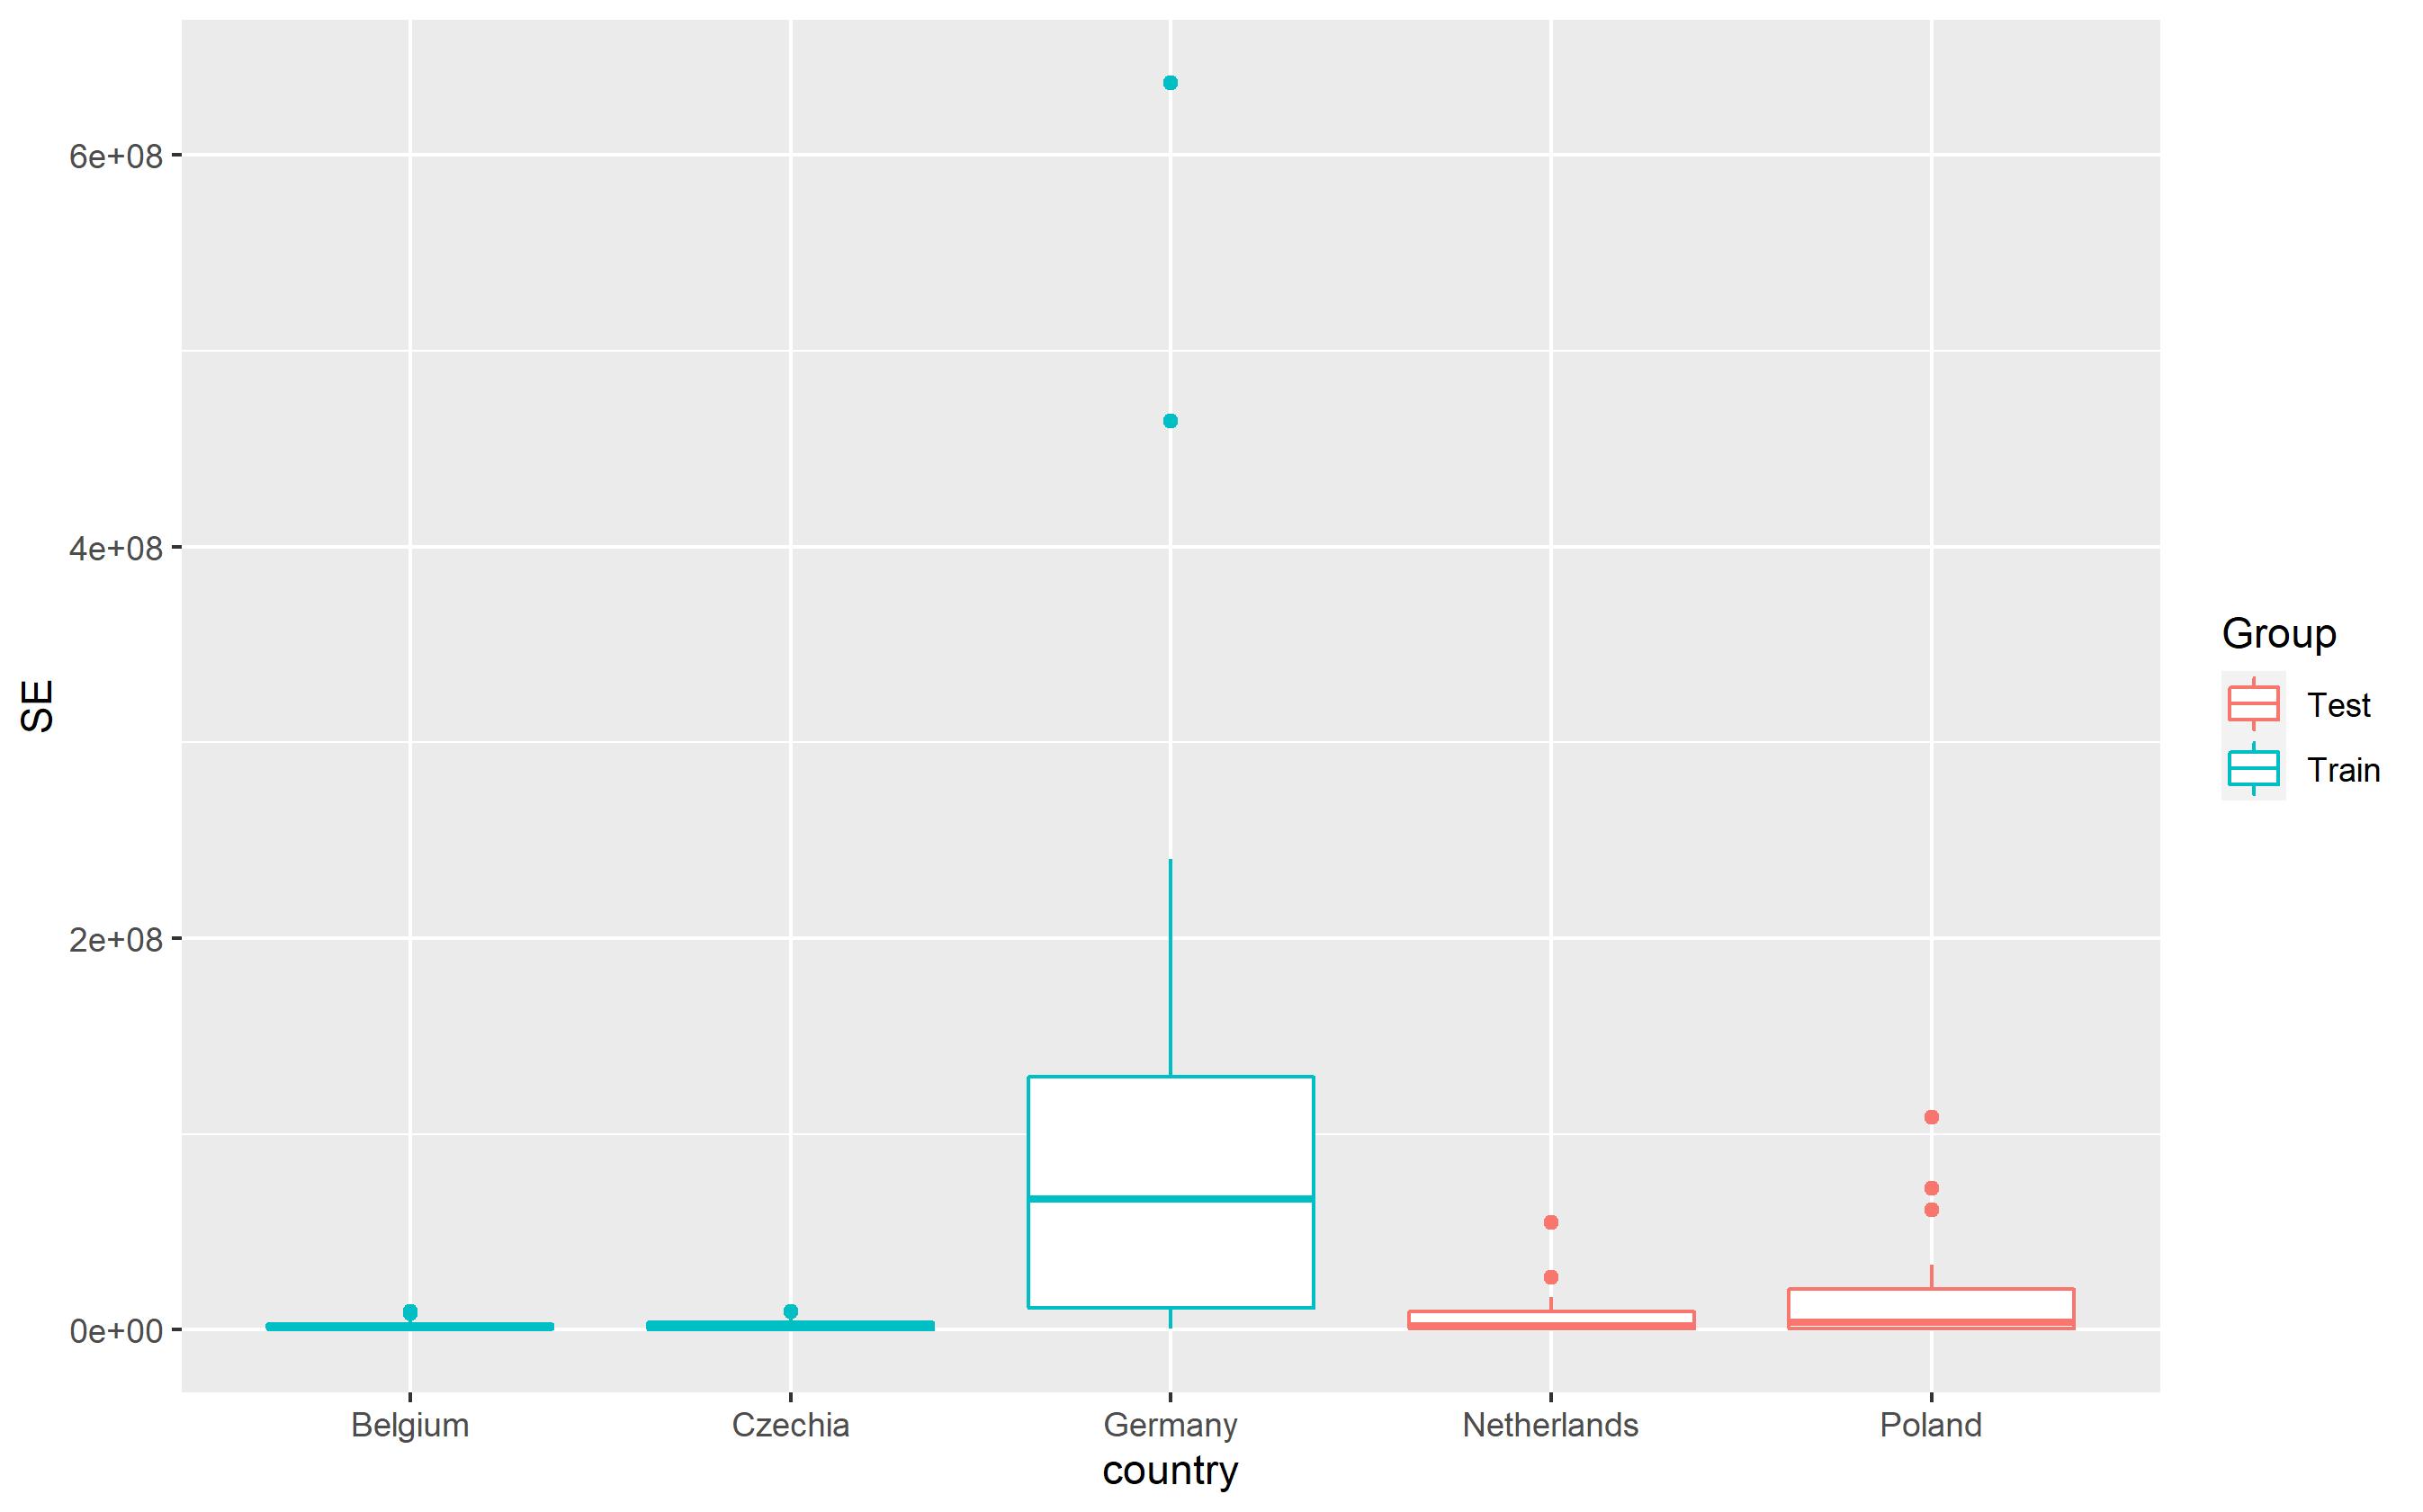 6e+08
4e+08
2e+08
0e+00
SE
Belgium
Czechia
Germany
Netherlands
Poland
country
Group
Test
Train